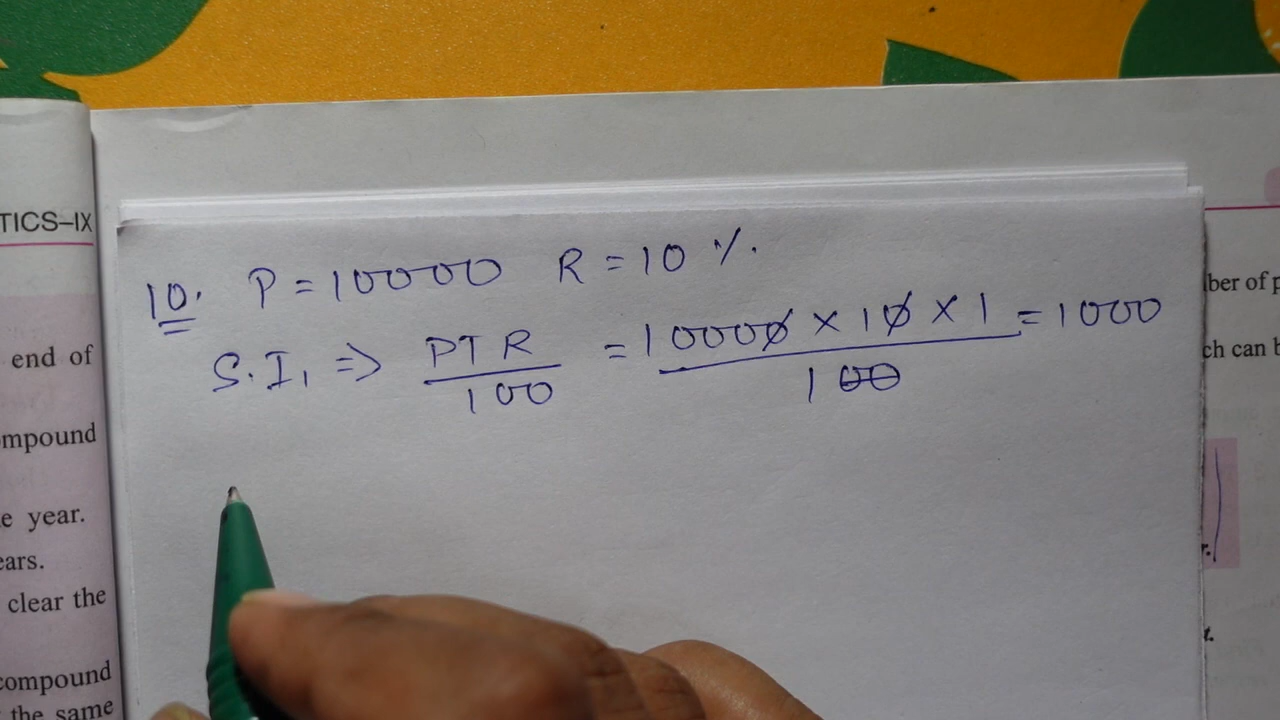 TICS–IX
end of
ompound
e year.
ears.
clear the
compound
the same
10. P = 10000 R = 10 %.
S.I₁ ⇒ PTR/100 = 10000 × 10 × 1/100 = 1000
ber of p
ch can b
r.
t.